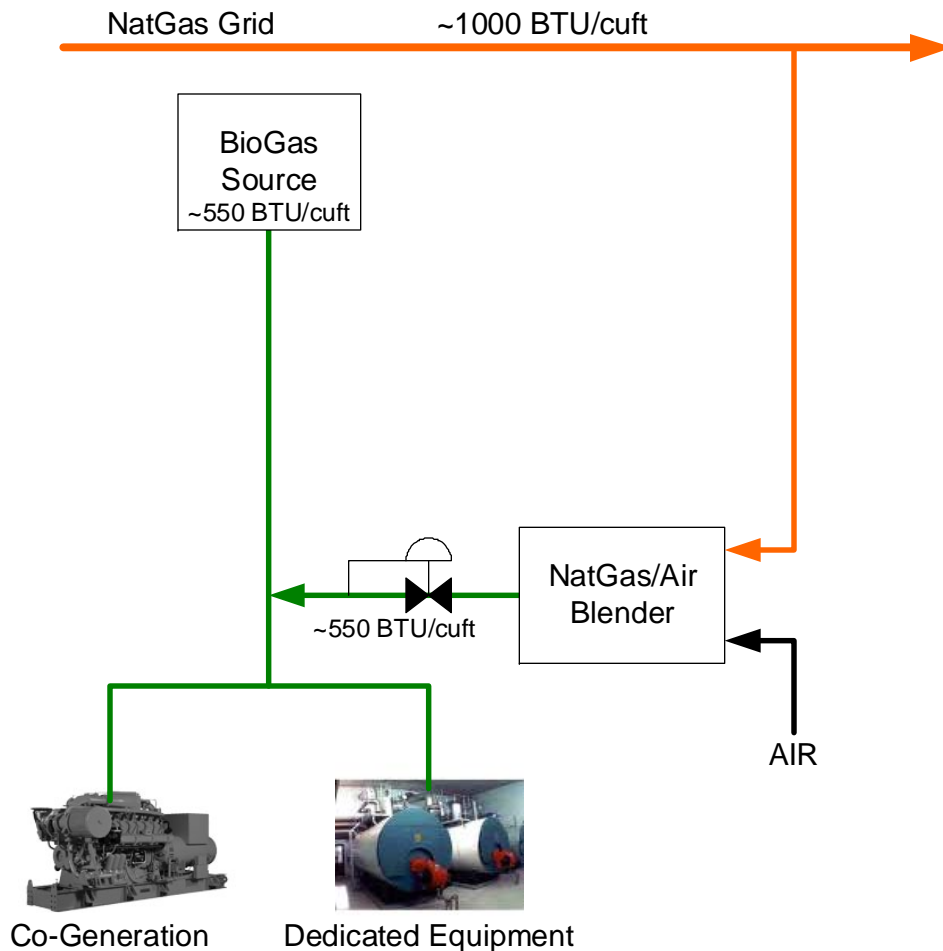 NatGas Grid ~1000 BTU/cuft
BioGas
Source
~550 BTU/cuft
NatGas/Air
Blender
~550 BTU/cuft
AIR
Co-Generation Dedicated Equipment